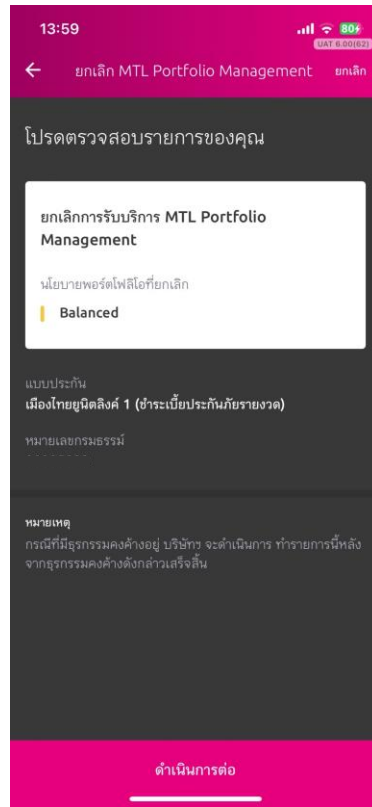 13:59
80
UAT 6.00(62)
ยกเลิก MTL Portfolio Management
ยกเลิก
โปรดตรวจสอบรายการของคุณ
ยกเลิกการรับบริการ MTL Portfolio
Management
นโยบายพอร์ตโฟลีโอที่ยกเลิก
Balanced
แบบประกัน
เมืองไทยยูนิตลิงค์ 1 (ชำระเบี้ยประกันภัยรายงวด)
หมายเลขกรมธรรม์
หมายเหตุ
กรณีที่มีธุรกรรมคงค้างอยู่ บริษัทฯ จะดำเนินการ ทำรายการนี้หลัง
จากธุรกรรมคงค้างดังกล่าวเสร็จสิ้น
ดำเนินการต่อ